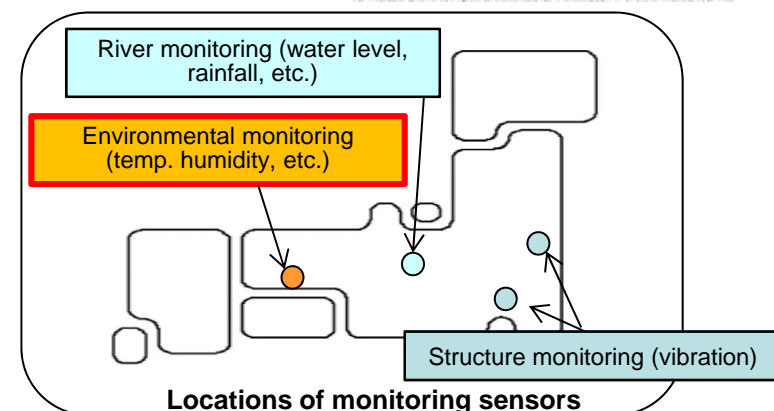 River monitoring (water level,
rainfall, etc.)
Environmental monitoring
(temp. humidity, etc.)
Structure monitoring (vibration)
Locations of monitoring sensors